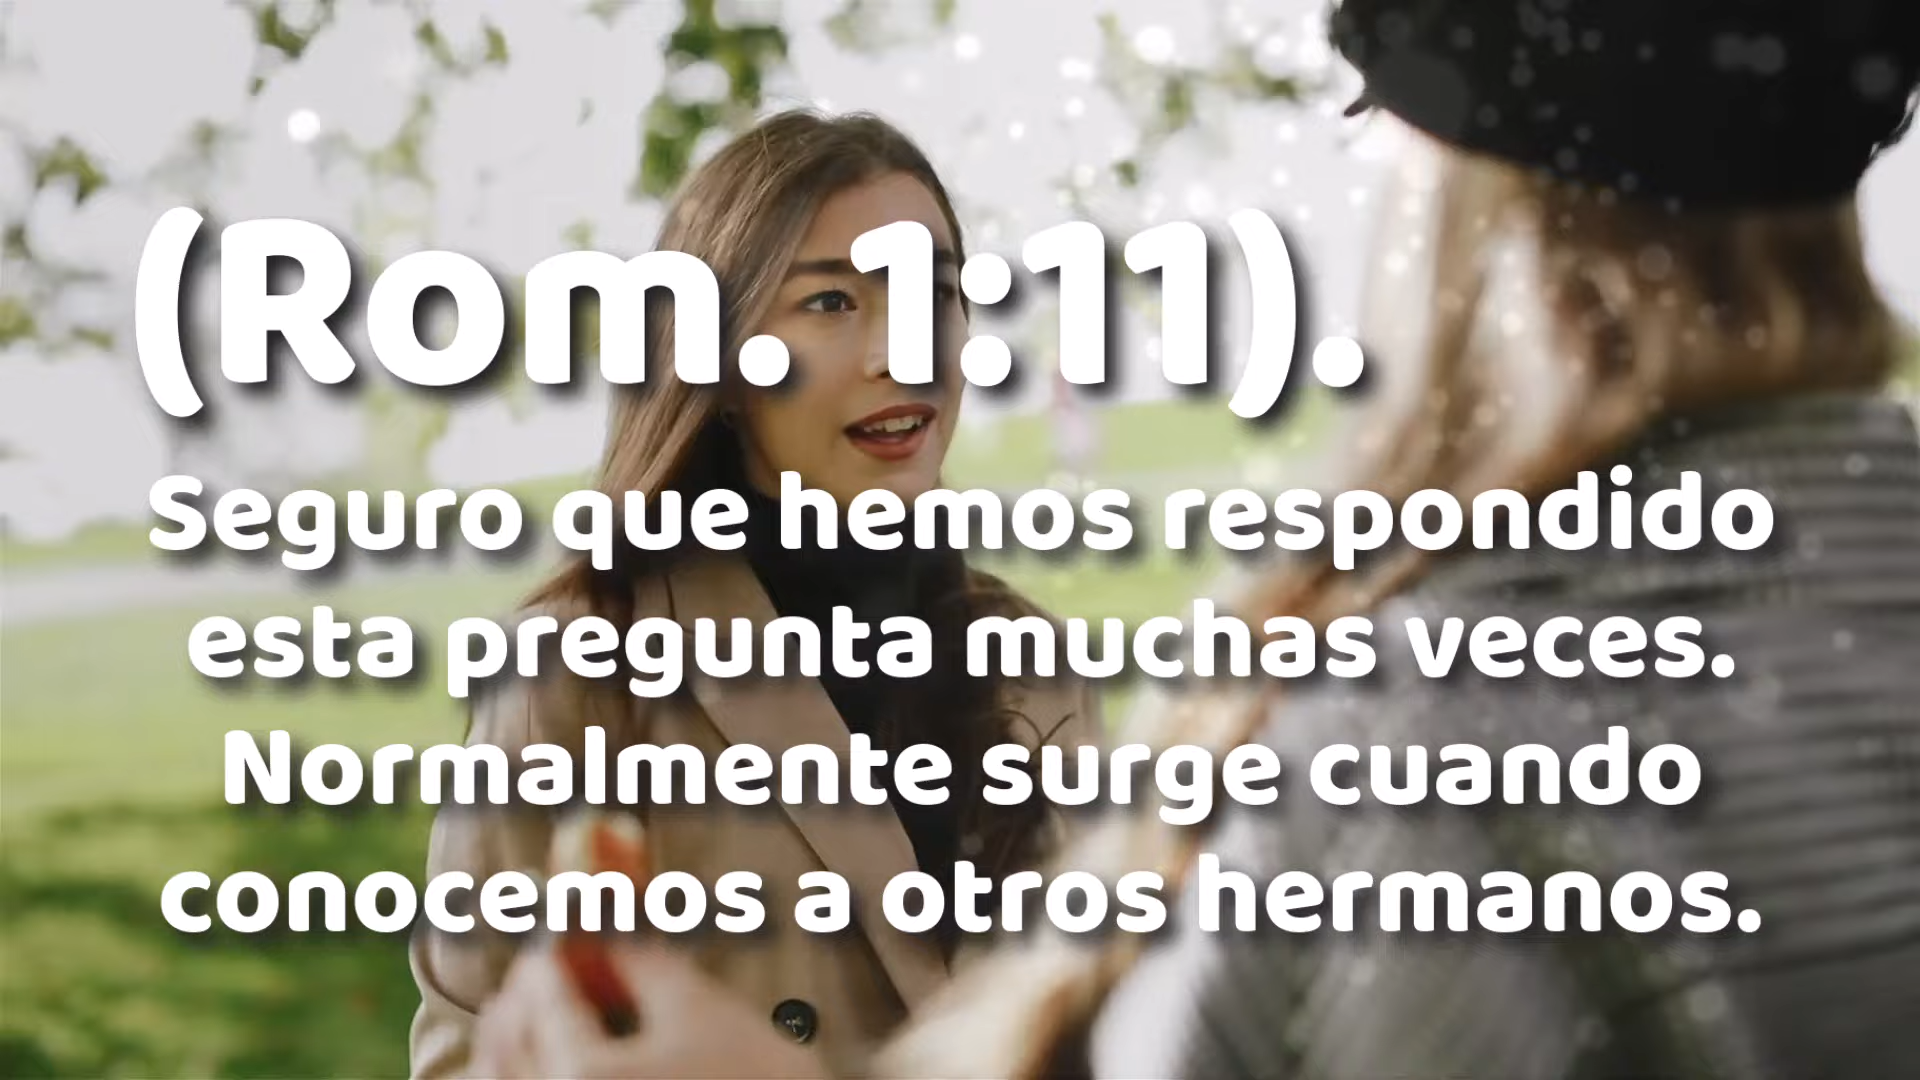 (Rom. 1:11).
Seguro que hemos respondido
esta pregunta muchas veces.
Normalmente surge cuando
conocemos a otros hermanos.